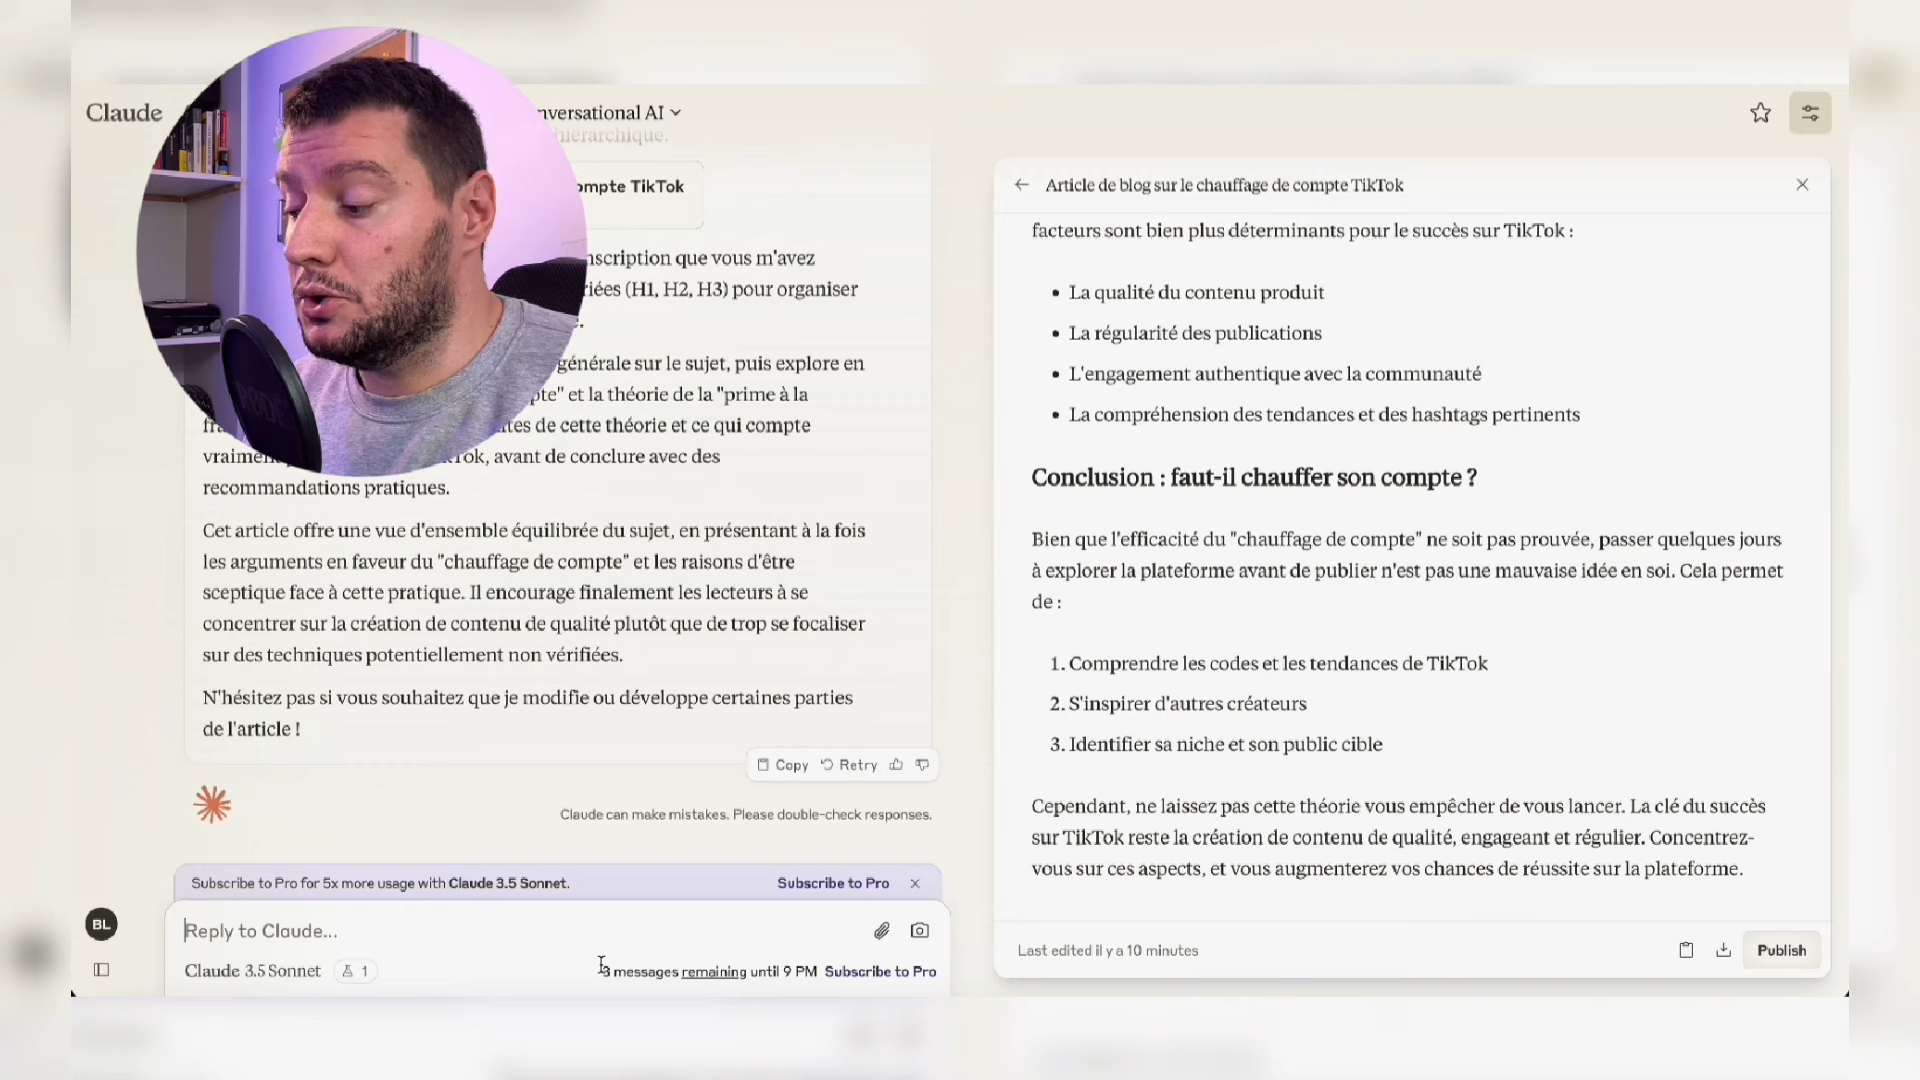 Claude
nversational AI
hiérarchique.
ompte TikTok
nscription que vous m'avez
iées (H1, H2, H3) pour organiser
générale sur le sujet, puis explore en
pte" et la théorie de la "prime à la
tes de cette théorie et ce qui compte
vraimen Tok, avant de conclure avec des
recommandations pratiques.
Cet article offre une vue d'ensemble équilibrée du sujet, en présentant à la fois
les arguments en faveur du "chauffage de compte" et les raisons d'être
sceptique face à cette pratique. Il encourage finalement les lecteurs à se
concentrer sur la création de contenu de qualité plutôt que de trop se focaliser
sur des techniques potentiellement non vérifiées.
N'hésitez pas si vous souhaitez que je modifie ou développe certaines parties
de l'article !
Copy Retry
Claude can make mistakes. Please double-check responses.
Subscribe to Pro for 5x more usage with Claude 3.5 Sonnet. Subscribe to Pro
BL
Reply to Claude...
Claude 3.5 Sonnet 1
3 messages remaining until 9 PM Subscribe to Pro
Article de blog sur le chauffage de compte TikTok
facteurs sont bien plus déterminants pour le succès sur TikTok :
• La qualité du contenu produit
• La régularité des publications
• L'engagement authentique avec la communauté
• La compréhension des tendances et des hashtags pertinents
Conclusion : faut-il chauffer son compte ?
Bien que l'efficacité du "chauffage de compte" ne soit pas prouvée, passer quelques jours
à explorer la plateforme avant de publier n'est pas une mauvaise idée en soi. Cela permet
de :
1. Comprendre les codes et les tendances de TikTok
2. S'inspirer d'autres créateurs
3. Identifier sa niche et son public cible
Cependant, ne laissez pas cette théorie vous empêcher de vous lancer. La clé du succès
sur TikTok reste la création de contenu de qualité, engageant et régulier. Concentrez-
vous sur ces aspects, et vous augmenterez vos chances de réussite sur la plateforme.
Last edited il y a 10 minutes
Publish